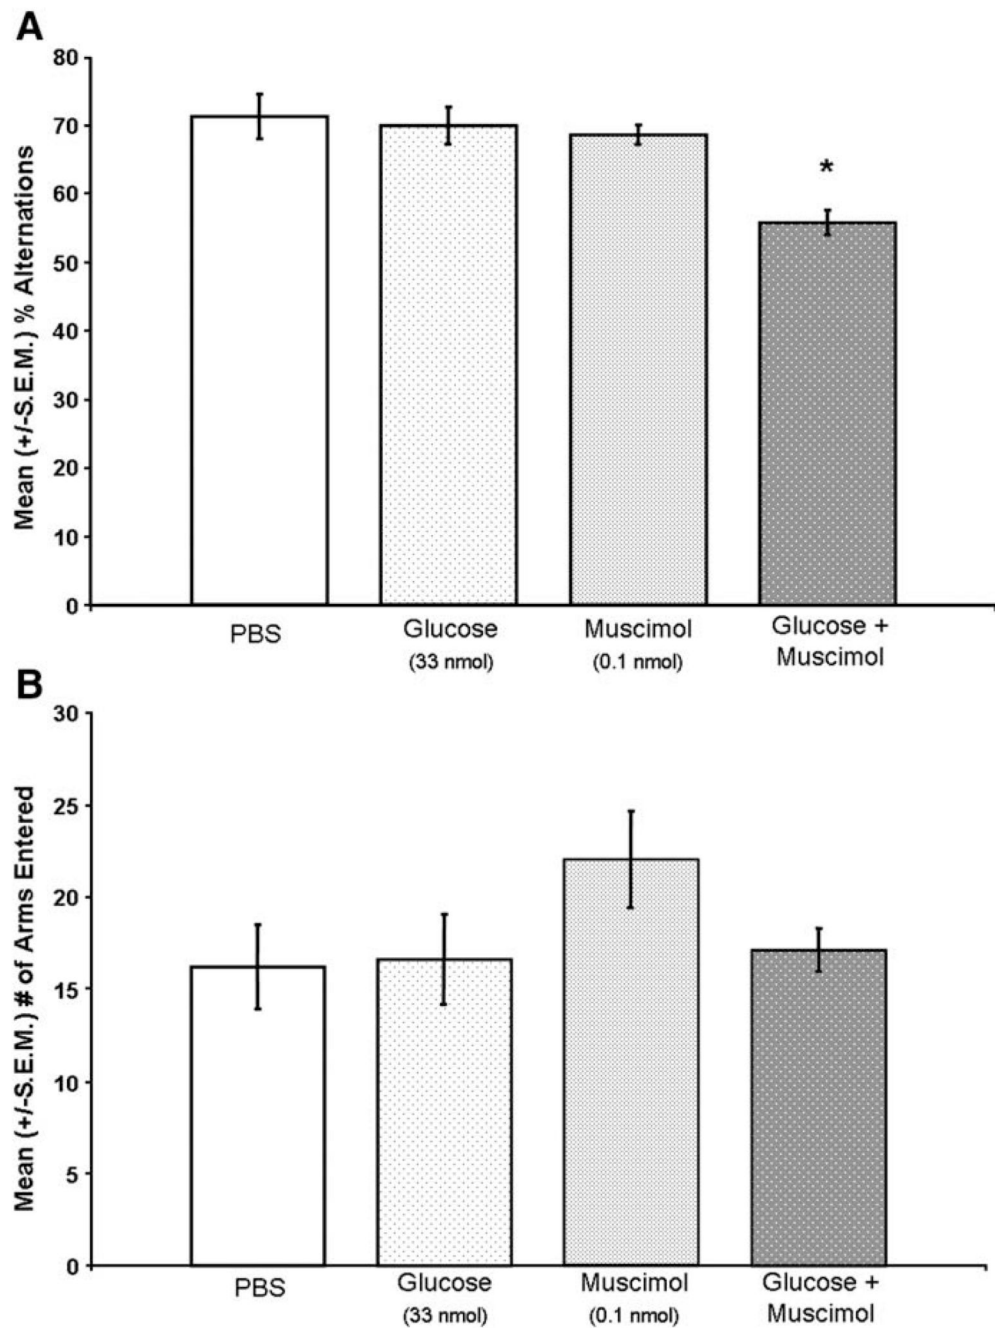 A
Mean (+/-S.E.M.) % Alternations
80
70
60
50
40
30
20
10
0
*
PBS
Glucose
(33 nmol)
Muscimol
(0.1 nmol)
Glucose +
Muscimol
B
Mean (+/-S.E.M.) # of Arms Entered
30
25
20
15
10
5
0
PBS
Glucose
(33 nmol)
Muscimol
(0.1 nmol)
Glucose +
Muscimol